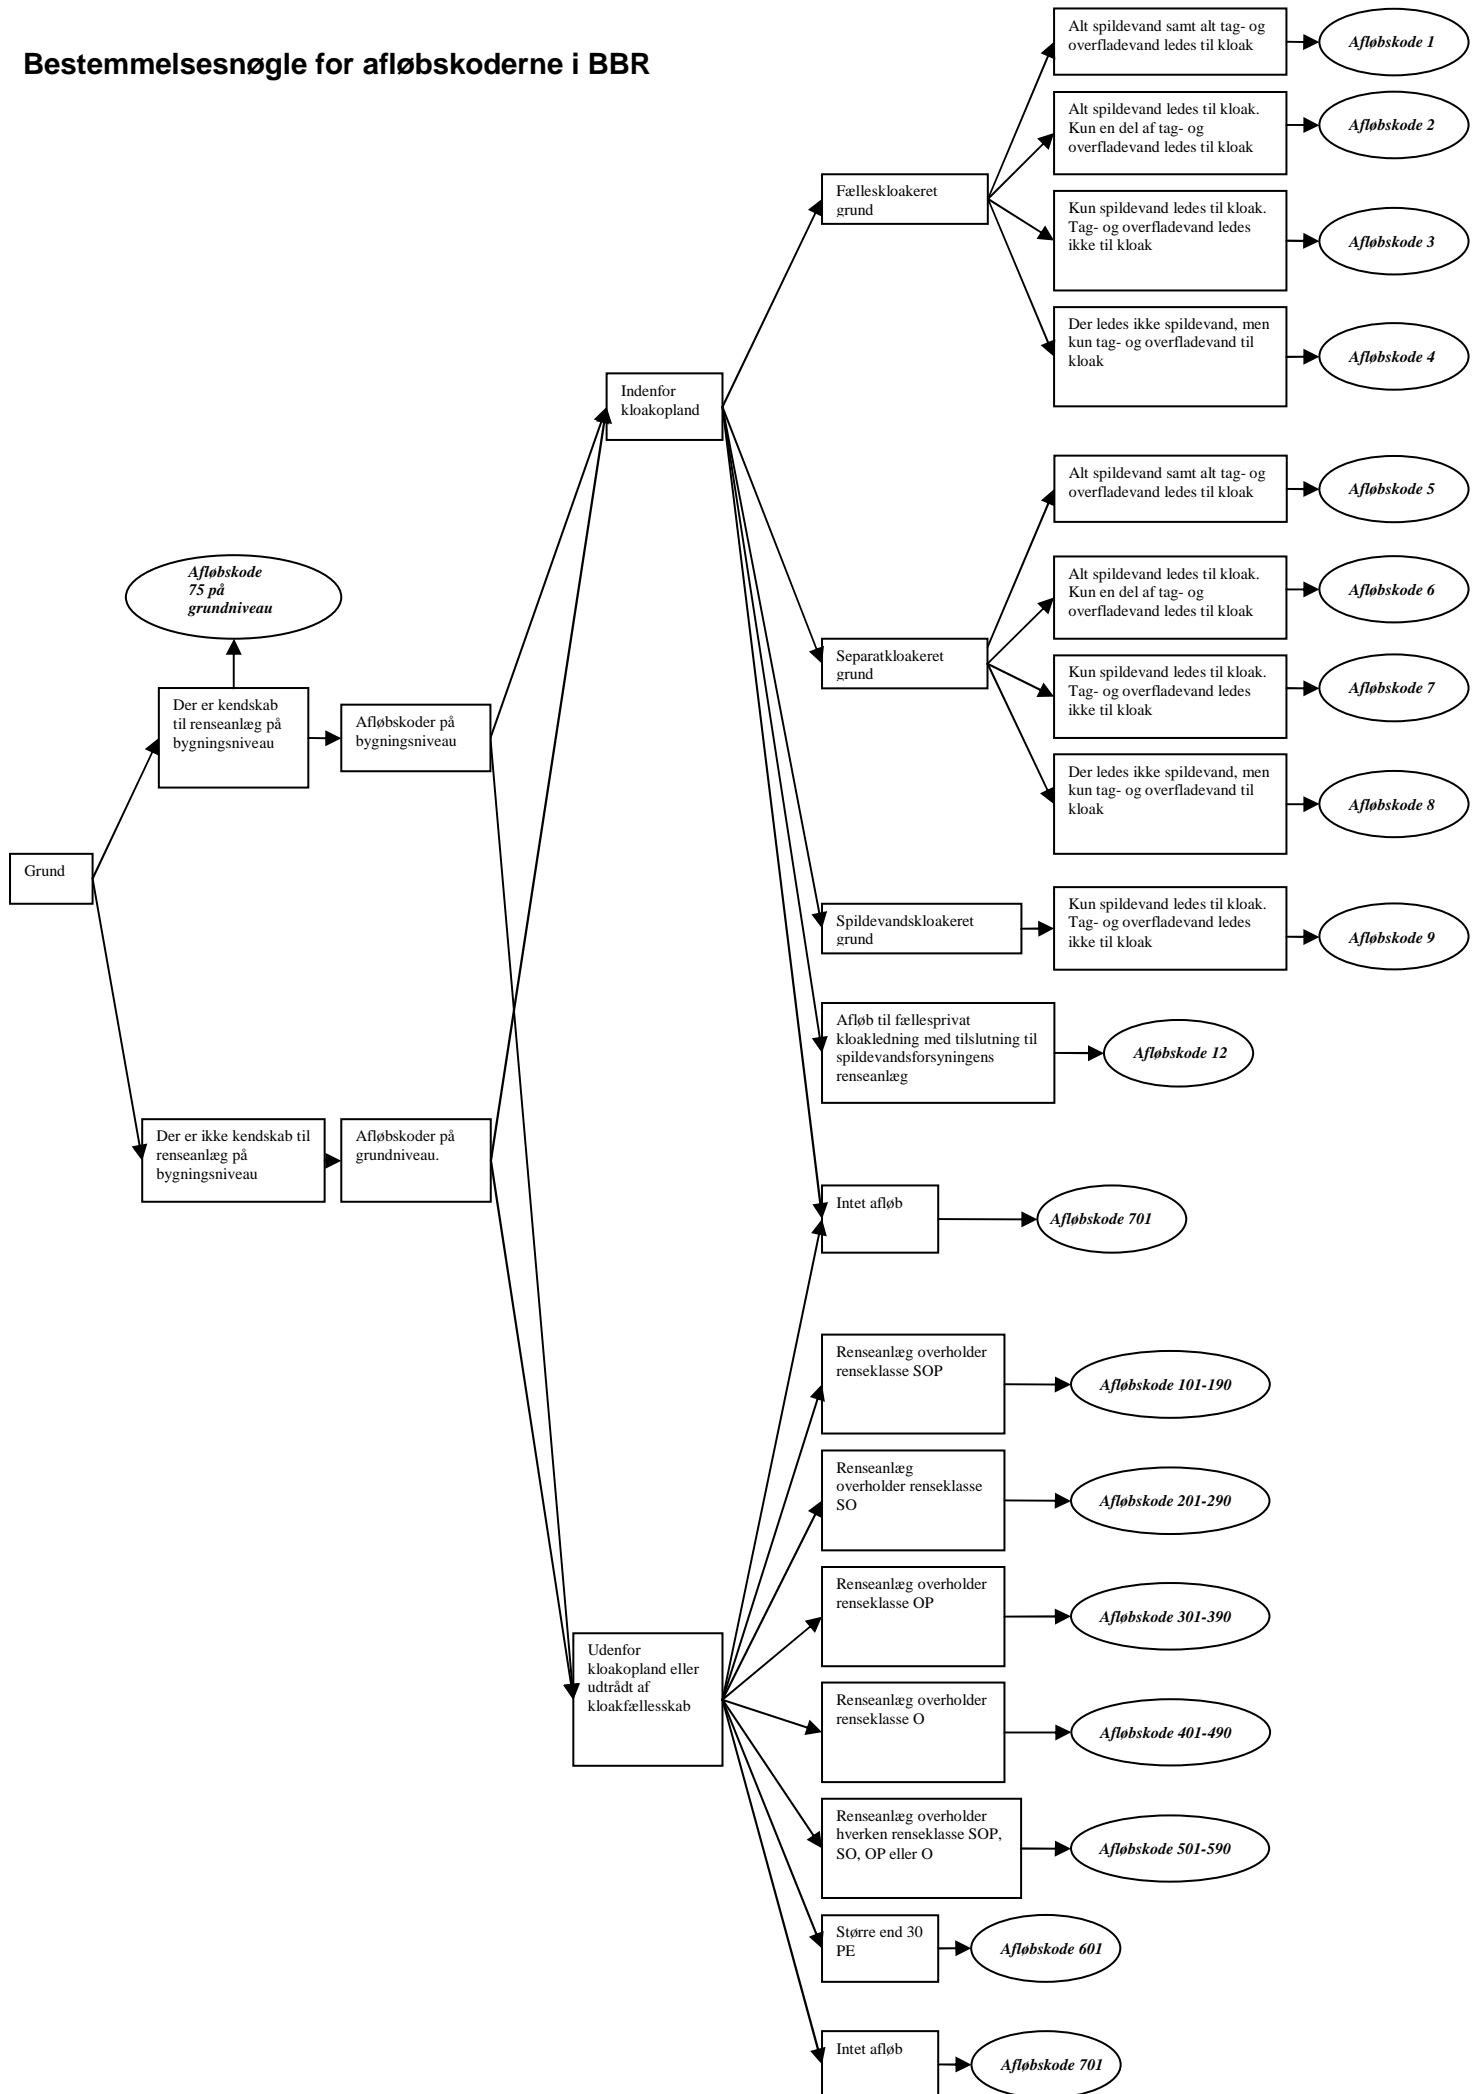 Bestemmelsesnøgle for afløbskoderne i BBR
Alt spildevand samt alt tag- og
overfladevand ledes til kloak
Afløbskode 1
Alt spildevand ledes til kloak.
Kun en del af tag- og
overfladevand ledes til kloak
Afløbskode 2
Fælleskloakeret
grund
Kun spildevand ledes til kloak.
Tag- og overfladevand ledes
ikke til kloak
Afløbskode 3
Der ledes ikke spildevand, men
kun tag- og overfladevand til
kloak
Afløbskode 4
Indenfor
kloakopland
Alt spildevand samt alt tag- og
overfladevand ledes til kloak
Afløbskode 5
Afløbskode
75 på
grundniveau
Alt spildevand ledes til kloak.
Kun en del af tag- og
overfladevand ledes til kloak
Afløbskode 6
Separatkloakeret
grund
Kun spildevand ledes til kloak.
Tag- og overfladevand ledes
ikke til kloak
Afløbskode 7
Der er kendskab
til renseanlæg på
bygningsniveau
Afløbskoder på
bygningsniveau
Der ledes ikke spildevand, men
kun tag- og overfladevand til
kloak
Afløbskode 8
Grund
Spildevandskloakeret
grund
Kun spildevand ledes til kloak.
Tag- og overfladevand ledes
ikke til kloak
Afløbskode 9
Afløb til fællesprivat
kloakledning med tilslutning til
spildevandsforsyningens
renseanlæg
Afløbskode 12
Der er ikke kendskab til
renseanlæg på
bygningsniveau
Afløbskoder på
grundniveau.
Intet afløb
Afløbskode 701
Renseanlæg overholder
renseklasse SOP
Afløbskode 101-190
Renseanlæg
overholder renseklasse
SO
Afløbskode 201-290
Renseanlæg overholder
renseklasse OP
Afløbskode 301-390
Udenfor
kloakopland eller
udtrådt af
kloakfællesskab
Renseanlæg overholder
renseklasse O
Afløbskode 401-490
Renseanlæg overholder
hverken renseklasse SOP,
SO, OP eller O
Afløbskode 501-590
Større end 30
PE
Afløbskode 601
Intet afløb
Afløbskode 701